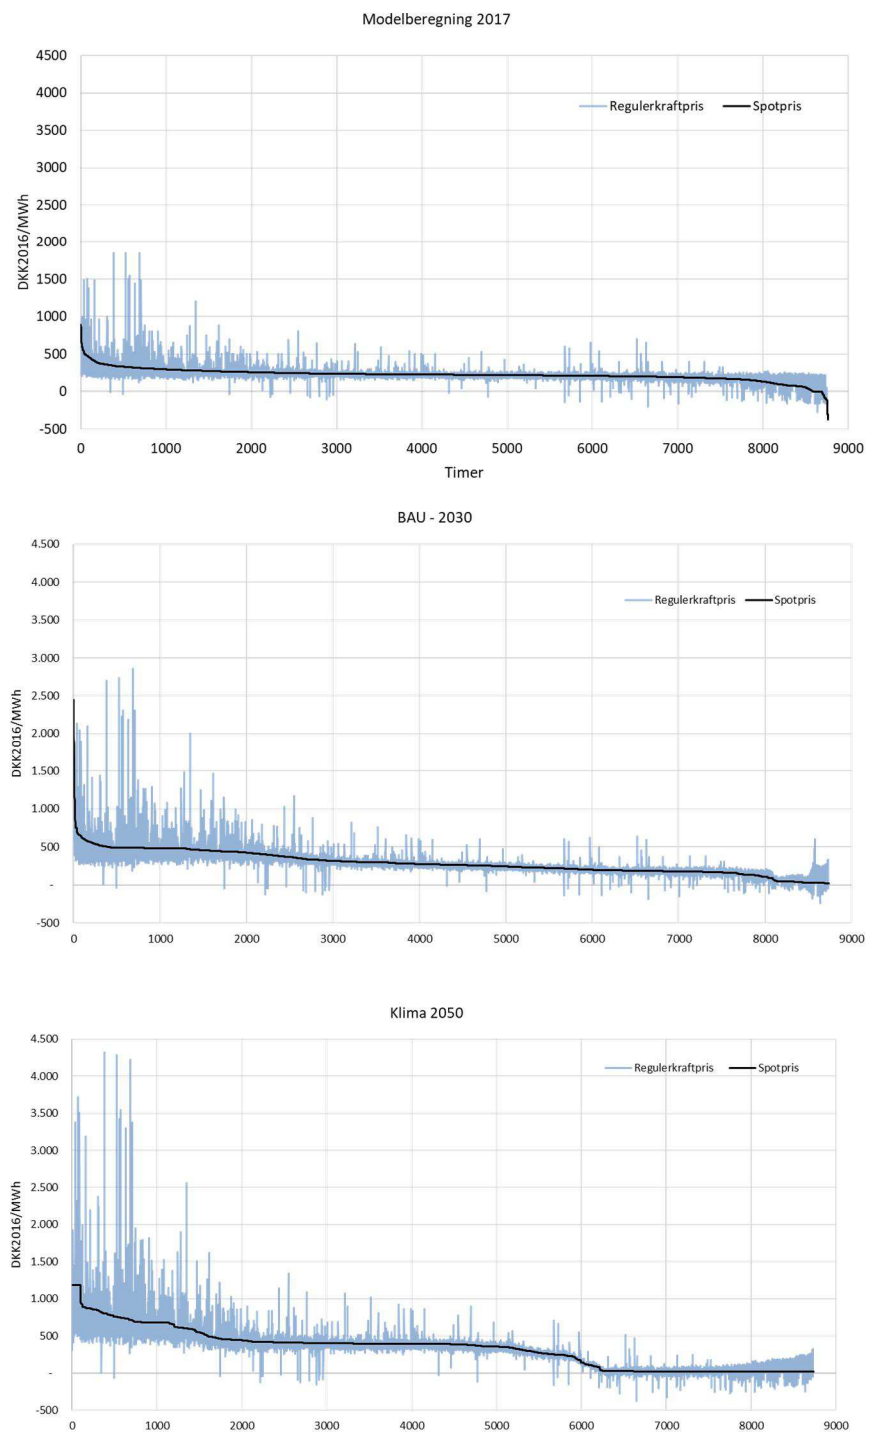 Modelberegning 2017
4500
4000
3500
3000
2500
2000
1500
1000
500
0
-500
DKK2016/MWh
Regulerkraftpris Spotpris
0 1000 2000 3000 4000 5000 6000 7000 8000 9000
Timer
BAU - 2030
4.500
4.000
3.500
3.000
2.500
2.000
1.500
1.000
500
-
-500
DKK2016/MWh
Regulerkraftpris Spotpris
0 1000 2000 3000 4000 5000 6000 7000 8000 9000
Klima 2050
4.500
4.000
3.500
3.000
2.500
2.000
1.500
1.000
500
-
-500
DKK2016/MWh
Regulerkraftpris Spotpris
0 1000 2000 3000 4000 5000 6000 7000 8000 9000